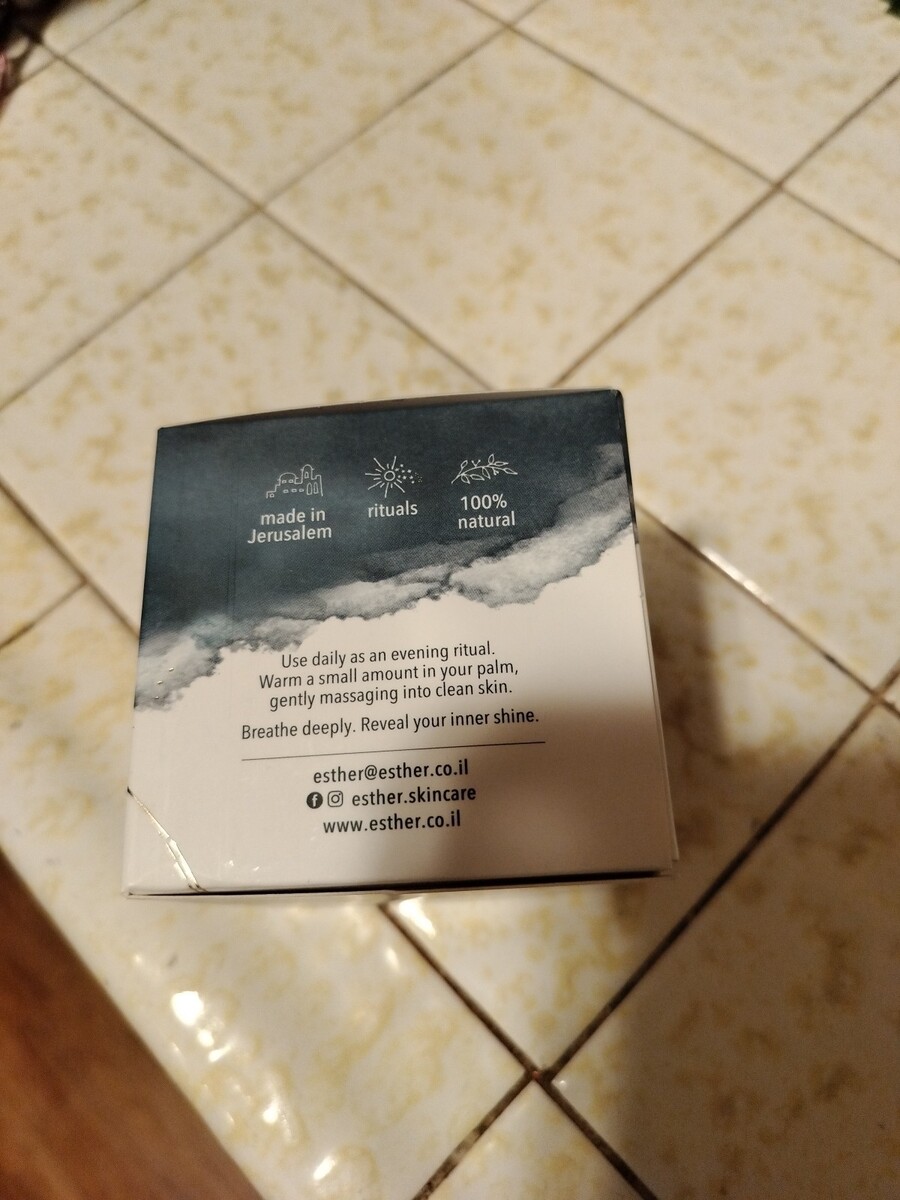 made in
Jerusalem
rituals
100%
natural
Use daily as an evening ritual.
Warm a small amount in your palm,
gently massaging into clean skin.
Breathe deeply. Reveal your inner shine.
esther@esther.co.il
esther.skincare
www.esther.co.il